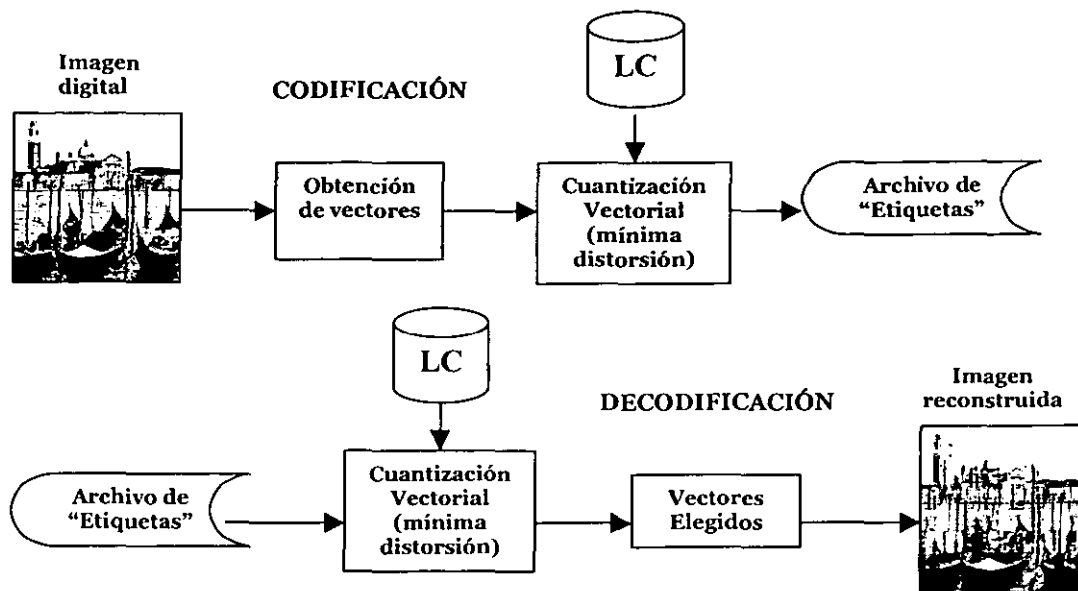 Imagen
digital
CODIFICACIÓN
LC
Obtención
de vectores
Cuantización
Vectorial
(mínima
distorsión)
Archivo de
“Etiquetas”
LC
DECODIFICACIÓN
Imagen
reconstruida
Archivo de
“Etiquetas”
Cuantización
Vectorial
(mínima
distorsión)
Vectores
Elegidos